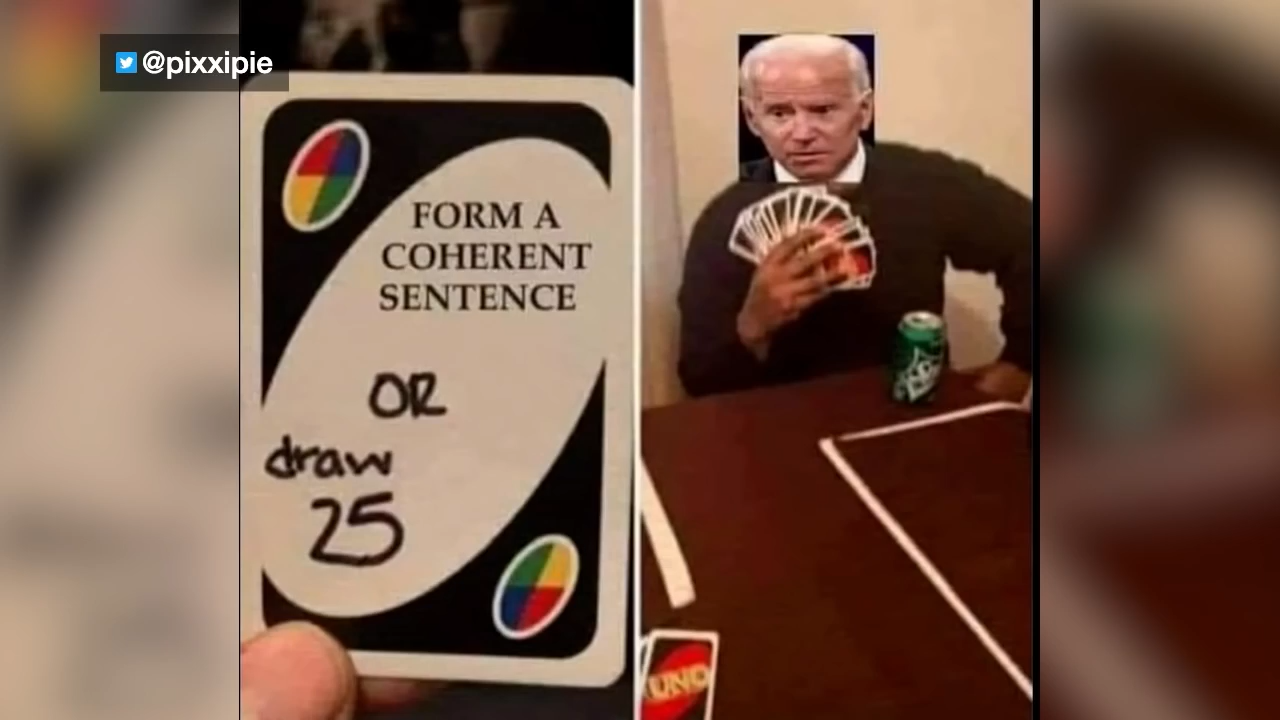 @pixxipie
FORM A
COHERENT
SENTENCE
OR
draw
25
UNO